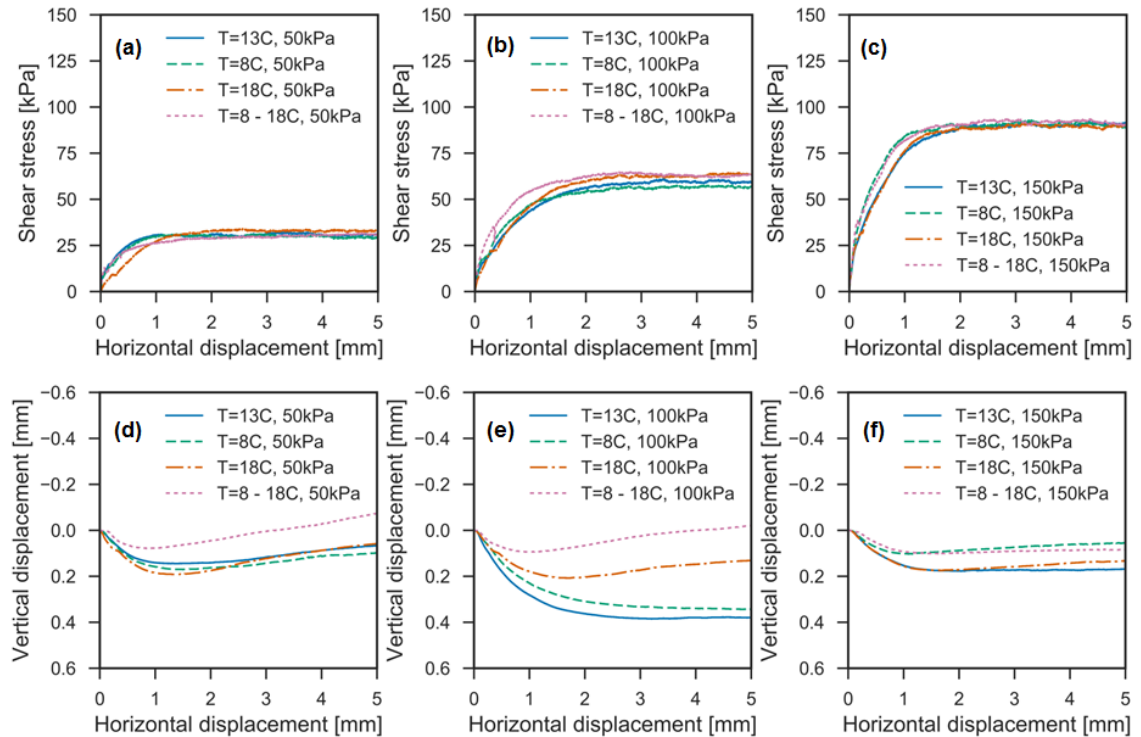 (a)
T=13C, 50kPa
T=8C, 50kPa
T=18C, 50kPa
T=8 - 18C, 50kPa
Shear stress [kPa]
150
125
100
75
50
25
0
0 1 2 3 4 5
Horizontal displacement [mm]
(b)
T=13C, 100kPa
T=8C, 100kPa
T=18C, 100kPa
T=8 - 18C, 100kPa
Shear stress [kPa]
150
125
100
75
50
25
0
0 1 2 3 4 5
Horizontal displacement [mm]
(c)
T=13C, 150kPa
T=8C, 150kPa
T=18C, 150kPa
T=8 - 18C, 150kPa
Shear stress [kPa]
150
125
100
75
50
25
0
0 1 2 3 4 5
Horizontal displacement [mm]
(d)
T=13C, 50kPa
T=8C, 50kPa
T=18C, 50kPa
T=8 - 18C, 50kPa
Vertical displacement [mm]
−0.6
−0.4
−0.2
0.0
0.2
0.4
0.6
0 1 2 3 4 5
Horizontal displacement [mm]
(e)
T=13C, 100kPa
T=8C, 100kPa
T=18C, 100kPa
T=8 - 18C, 100kPa
Vertical displacement [mm]
−0.6
−0.4
−0.2
0.0
0.2
0.4
0.6
0 1 2 3 4 5
Horizontal displacement [mm]
(f)
T=13C, 150kPa
T=8C, 150kPa
T=18C, 150kPa
T=8 - 18C, 150kPa
Vertical displacement [mm]
−0.6
−0.4
−0.2
0.0
0.2
0.4
0.6
0 1 2 3 4 5
Horizontal displacement [mm]